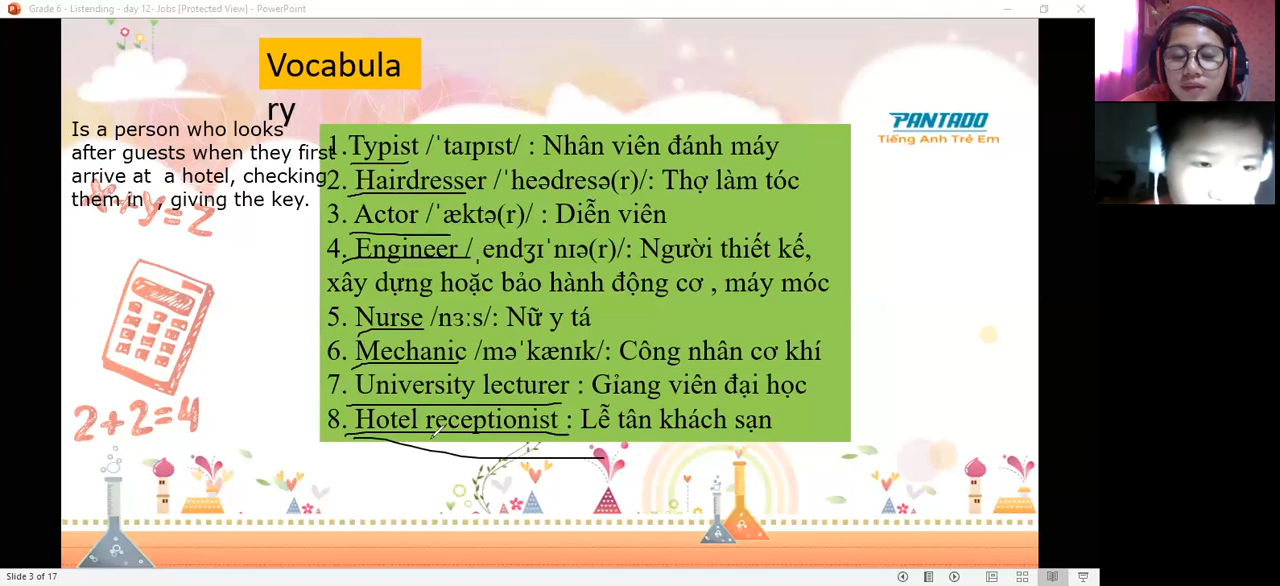 Grade 6 - Listending - day 12- Jobs [Protected View] - PowerPoint
Vocabula
ry
Is a person who looks
after guests when they first
arrive at a hotel, checking
them in , giving the key.
1.Typist /ˈtaɪpɪst/ : Nhân viên đánh máy
2. Hairdresser /ˈheədresə(r)/: Thợ làm tóc
3. Actor /ˈæktə(r)/ : Diễn viên
4. Engineer /ˌendʒɪˈnɪə(r)/: Người thiết kế,
xây dựng hoặc bảo hành động cơ , máy móc
5. Nurse /nɜːs/: Nữ y tá
6. Mechanic /məˈkænɪk/: Công nhân cơ khí
7. University lecturer : Gỉang viên đại học
8. Hotel receptionist : Lễ tân khách sạn
PANTADO
Tiếng Anh Trẻ Em
x+y=z
2+2=4
Slide 3 of 17